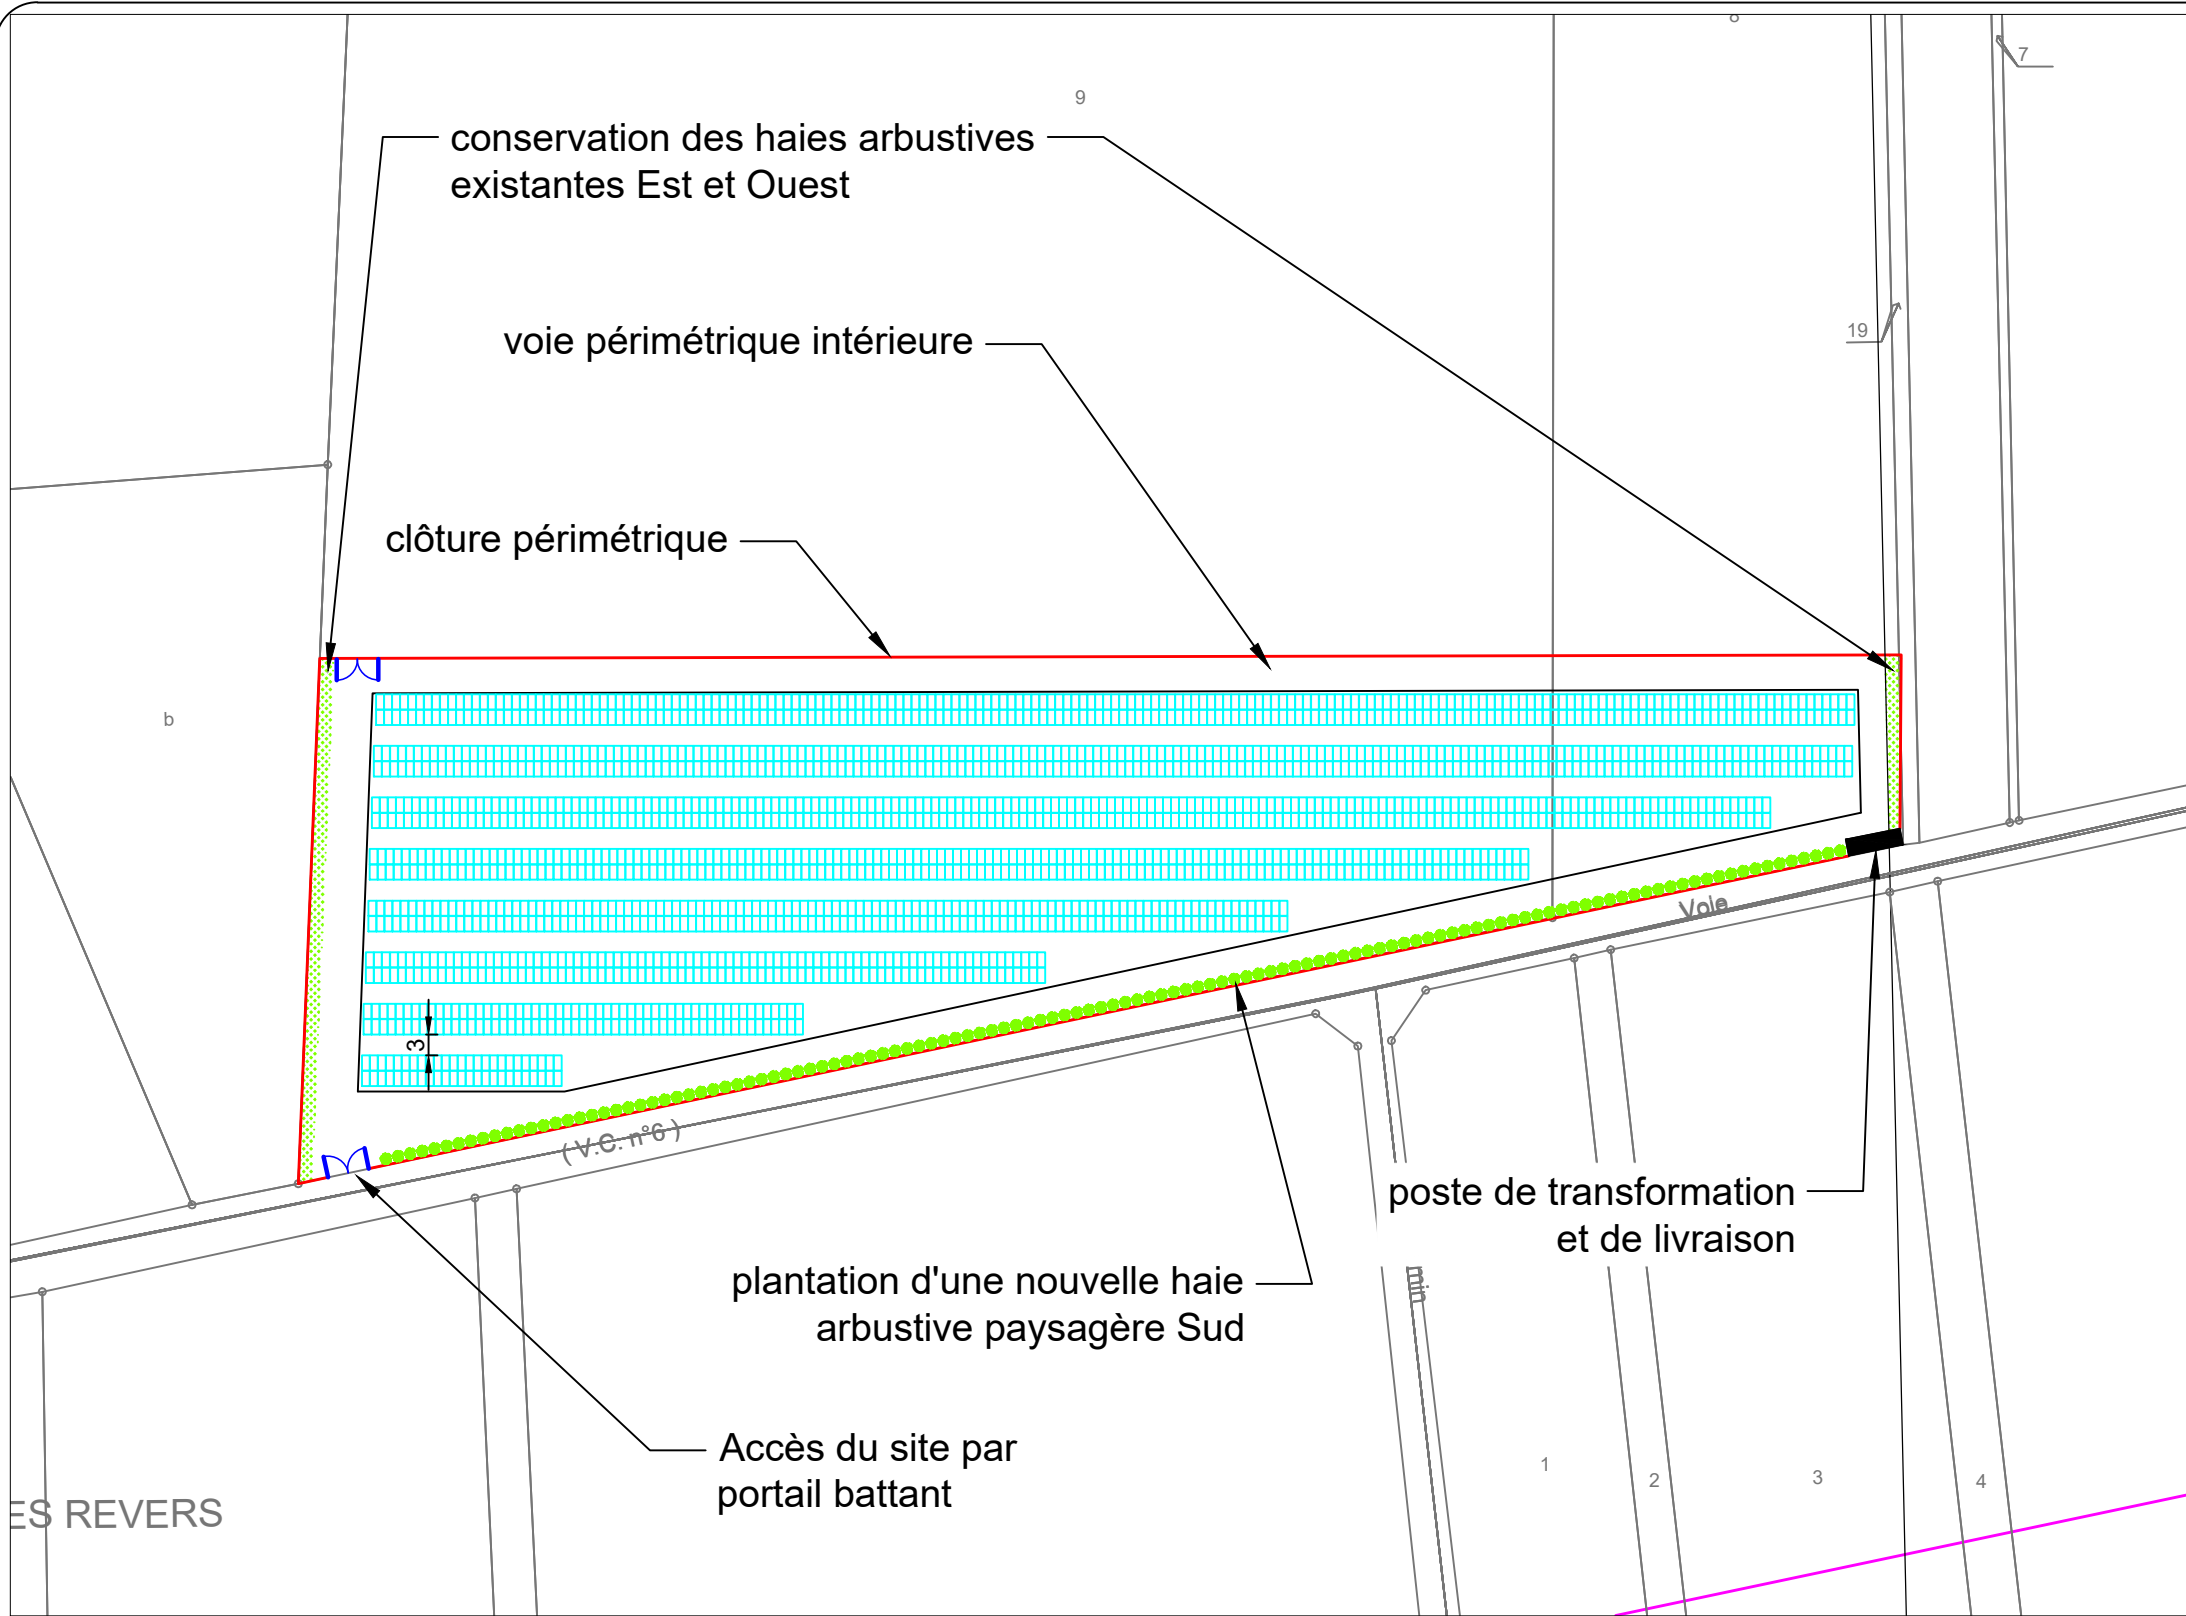 9
7
conservation des haies arbustives
existantes Est et Ouest
19
voie périmétrique intérieure
clôture périmétrique
b
3
Voie
( V.C. n°6 )
poste de transformation
et de livraison
plantation d'une nouvelle haie
arbustive paysagère Sud
min
Accès du site par
portail battant
1
2
3
4
ES REVERS